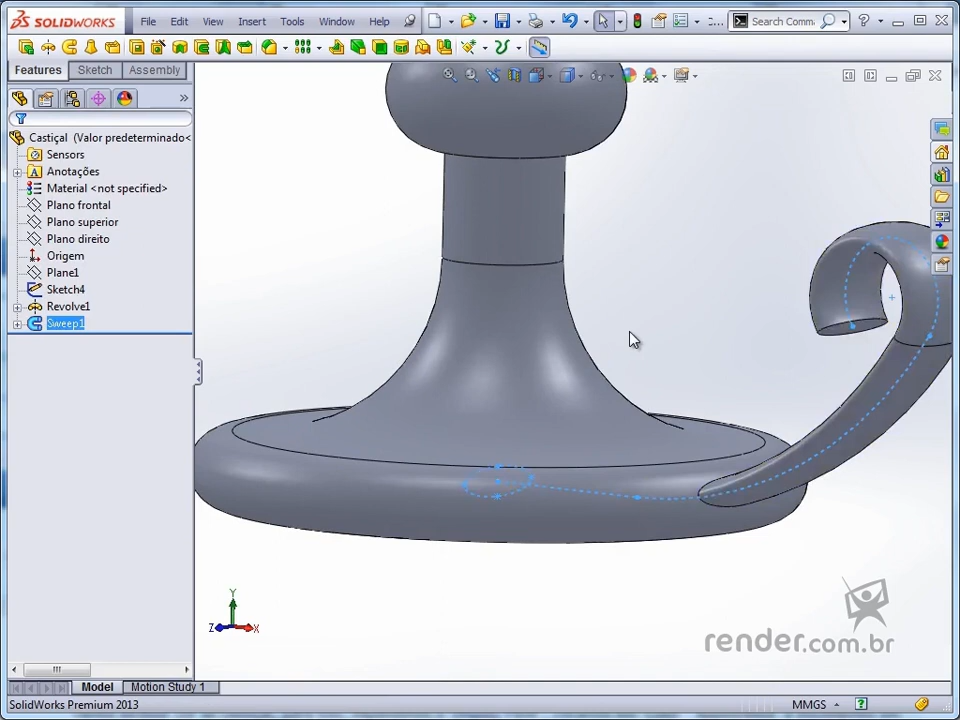 SOLIDWORKS File Edit View Insert Tools Window Help Search Comma
Features Sketch Assembly
Castiçal (Valor predeterminado<
Sensors
Anotações
Material <not specified>
Plano frontal
Plano superior
Plano direito
Origem
Plane1
Sketch4
Revolve1
Sweep1
Y
Z X
render.com.br
Model Motion Study 1
SolidWorks Premium 2013 MMGS